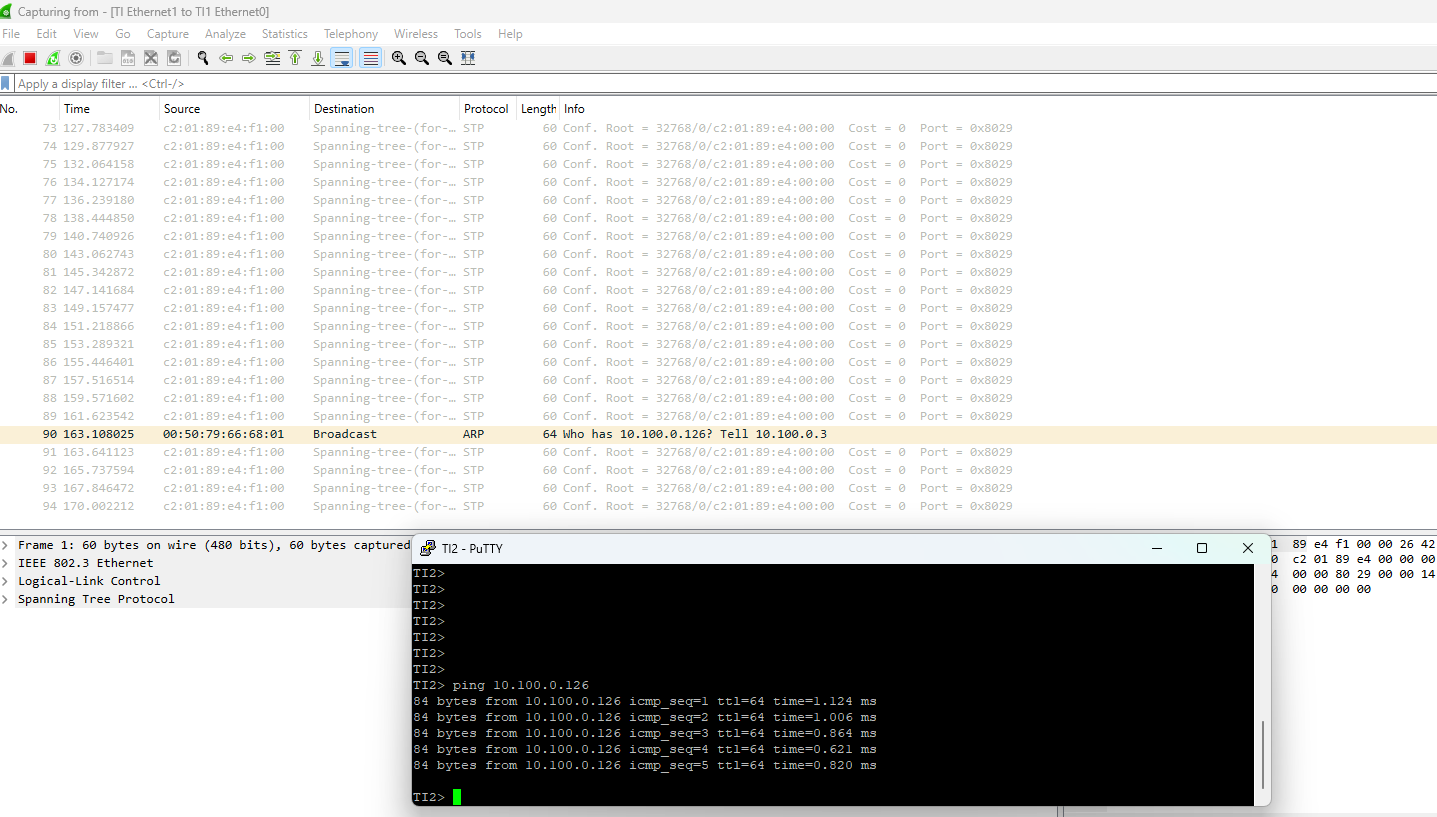 Capturing from - [TI Ethernet1 to TI1 Ethernet0]
File Edit View Go Capture Analyze Statistics Telephony Wireless Tools Help
Apply a display filter ... <Ctrl-/>
No. Time Source Destination Protocol Length Info
73 127.783409 c2:01:89:e4:f1:00 Spanning-tree-(for-… STP 60 Conf. Root = 32768/0/c2:01:89:e4:00:00 Cost = 0 Port = 0x8029
74 129.877927 c2:01:89:e4:f1:00 Spanning-tree-(for-… STP 60 Conf. Root = 32768/0/c2:01:89:e4:00:00 Cost = 0 Port = 0x8029
75 132.064158 c2:01:89:e4:f1:00 Spanning-tree-(for-… STP 60 Conf. Root = 32768/0/c2:01:89:e4:00:00 Cost = 0 Port = 0x8029
76 134.127174 c2:01:89:e4:f1:00 Spanning-tree-(for-… STP 60 Conf. Root = 32768/0/c2:01:89:e4:00:00 Cost = 0 Port = 0x8029
77 136.239180 c2:01:89:e4:f1:00 Spanning-tree-(for-… STP 60 Conf. Root = 32768/0/c2:01:89:e4:00:00 Cost = 0 Port = 0x8029
78 138.444850 c2:01:89:e4:f1:00 Spanning-tree-(for-… STP 60 Conf. Root = 32768/0/c2:01:89:e4:00:00 Cost = 0 Port = 0x8029
79 140.740926 c2:01:89:e4:f1:00 Spanning-tree-(for-… STP 60 Conf. Root = 32768/0/c2:01:89:e4:00:00 Cost = 0 Port = 0x8029
80 143.062743 c2:01:89:e4:f1:00 Spanning-tree-(for-… STP 60 Conf. Root = 32768/0/c2:01:89:e4:00:00 Cost = 0 Port = 0x8029
81 145.342872 c2:01:89:e4:f1:00 Spanning-tree-(for-… STP 60 Conf. Root = 32768/0/c2:01:89:e4:00:00 Cost = 0 Port = 0x8029
82 147.141684 c2:01:89:e4:f1:00 Spanning-tree-(for-… STP 60 Conf. Root = 32768/0/c2:01:89:e4:00:00 Cost = 0 Port = 0x8029
83 149.157477 c2:01:89:e4:f1:00 Spanning-tree-(for-… STP 60 Conf. Root = 32768/0/c2:01:89:e4:00:00 Cost = 0 Port = 0x8029
84 151.218866 c2:01:89:e4:f1:00 Spanning-tree-(for-… STP 60 Conf. Root = 32768/0/c2:01:89:e4:00:00 Cost = 0 Port = 0x8029
85 153.289321 c2:01:89:e4:f1:00 Spanning-tree-(for-… STP 60 Conf. Root = 32768/0/c2:01:89:e4:00:00 Cost = 0 Port = 0x8029
86 155.446401 c2:01:89:e4:f1:00 Spanning-tree-(for-… STP 60 Conf. Root = 32768/0/c2:01:89:e4:00:00 Cost = 0 Port = 0x8029
87 157.516514 c2:01:89:e4:f1:00 Spanning-tree-(for-… STP 60 Conf. Root = 32768/0/c2:01:89:e4:00:00 Cost = 0 Port = 0x8029
88 159.571602 c2:01:89:e4:f1:00 Spanning-tree-(for-… STP 60 Conf. Root = 32768/0/c2:01:89:e4:00:00 Cost = 0 Port = 0x8029
89 161.623542 c2:01:89:e4:f1:00 Spanning-tree-(for-… STP 60 Conf. Root = 32768/0/c2:01:89:e4:00:00 Cost = 0 Port = 0x8029
90 163.108025 00:50:79:66:68:01 Broadcast ARP 64 Who has 10.100.0.126? Tell 10.100.0.3
91 163.641123 c2:01:89:e4:f1:00 Spanning-tree-(for-… STP 60 Conf. Root = 32768/0/c2:01:89:e4:00:00 Cost = 0 Port = 0x8029
92 165.737594 c2:01:89:e4:f1:00 Spanning-tree-(for-… STP 60 Conf. Root = 32768/0/c2:01:89:e4:00:00 Cost = 0 Port = 0x8029
93 167.846472 c2:01:89:e4:f1:00 Spanning-tree-(for-… STP 60 Conf. Root = 32768/0/c2:01:89:e4:00:00 Cost = 0 Port = 0x8029
94 170.002212 c2:01:89:e4:f1:00 Spanning-tree-(for-… STP 60 Conf. Root = 32768/0/c2:01:89:e4:00:00 Cost = 0 Port = 0x8029
Frame 1: 60 bytes on wire (480 bits), 60 bytes captured
IEEE 802.3 Ethernet
Logical-Link Control
Spanning Tree Protocol
1 89 e4 f1 00 00 26 42
0 c2 01 89 e4 00 00 00
4 00 00 80 29 00 00 14
0 00 00 00 00
TI2 - PuTTY
TI2>
TI2>
TI2>
TI2>
TI2>
TI2>
TI2>
TI2> ping 10.100.0.126
84 bytes from 10.100.0.126 icmp_seq=1 ttl=64 time=1.124 ms
84 bytes from 10.100.0.126 icmp_seq=2 ttl=64 time=1.006 ms
84 bytes from 10.100.0.126 icmp_seq=3 ttl=64 time=0.864 ms
84 bytes from 10.100.0.126 icmp_seq=4 ttl=64 time=0.621 ms
84 bytes from 10.100.0.126 icmp_seq=5 ttl=64 time=0.820 ms
TI2>